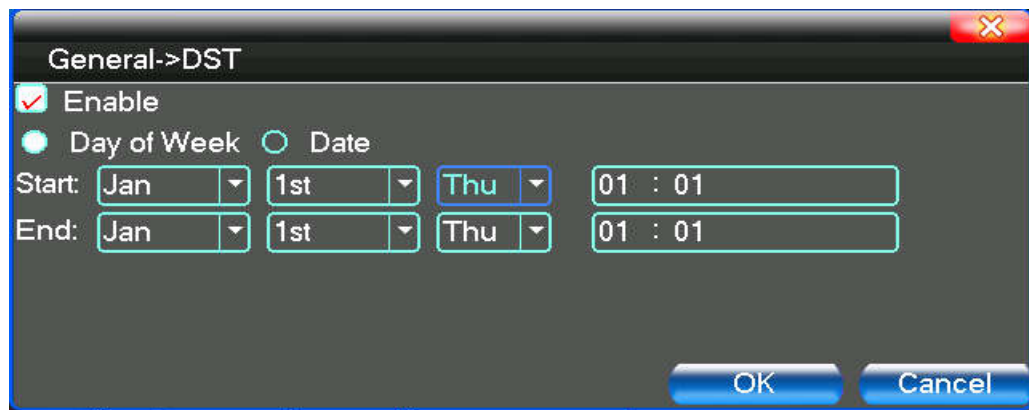 General->DST
Enable
Day of Week Date
Start: Jan 1st Thu 01 : 01
End: Jan 1st Thu 01 : 01
OK Cancel